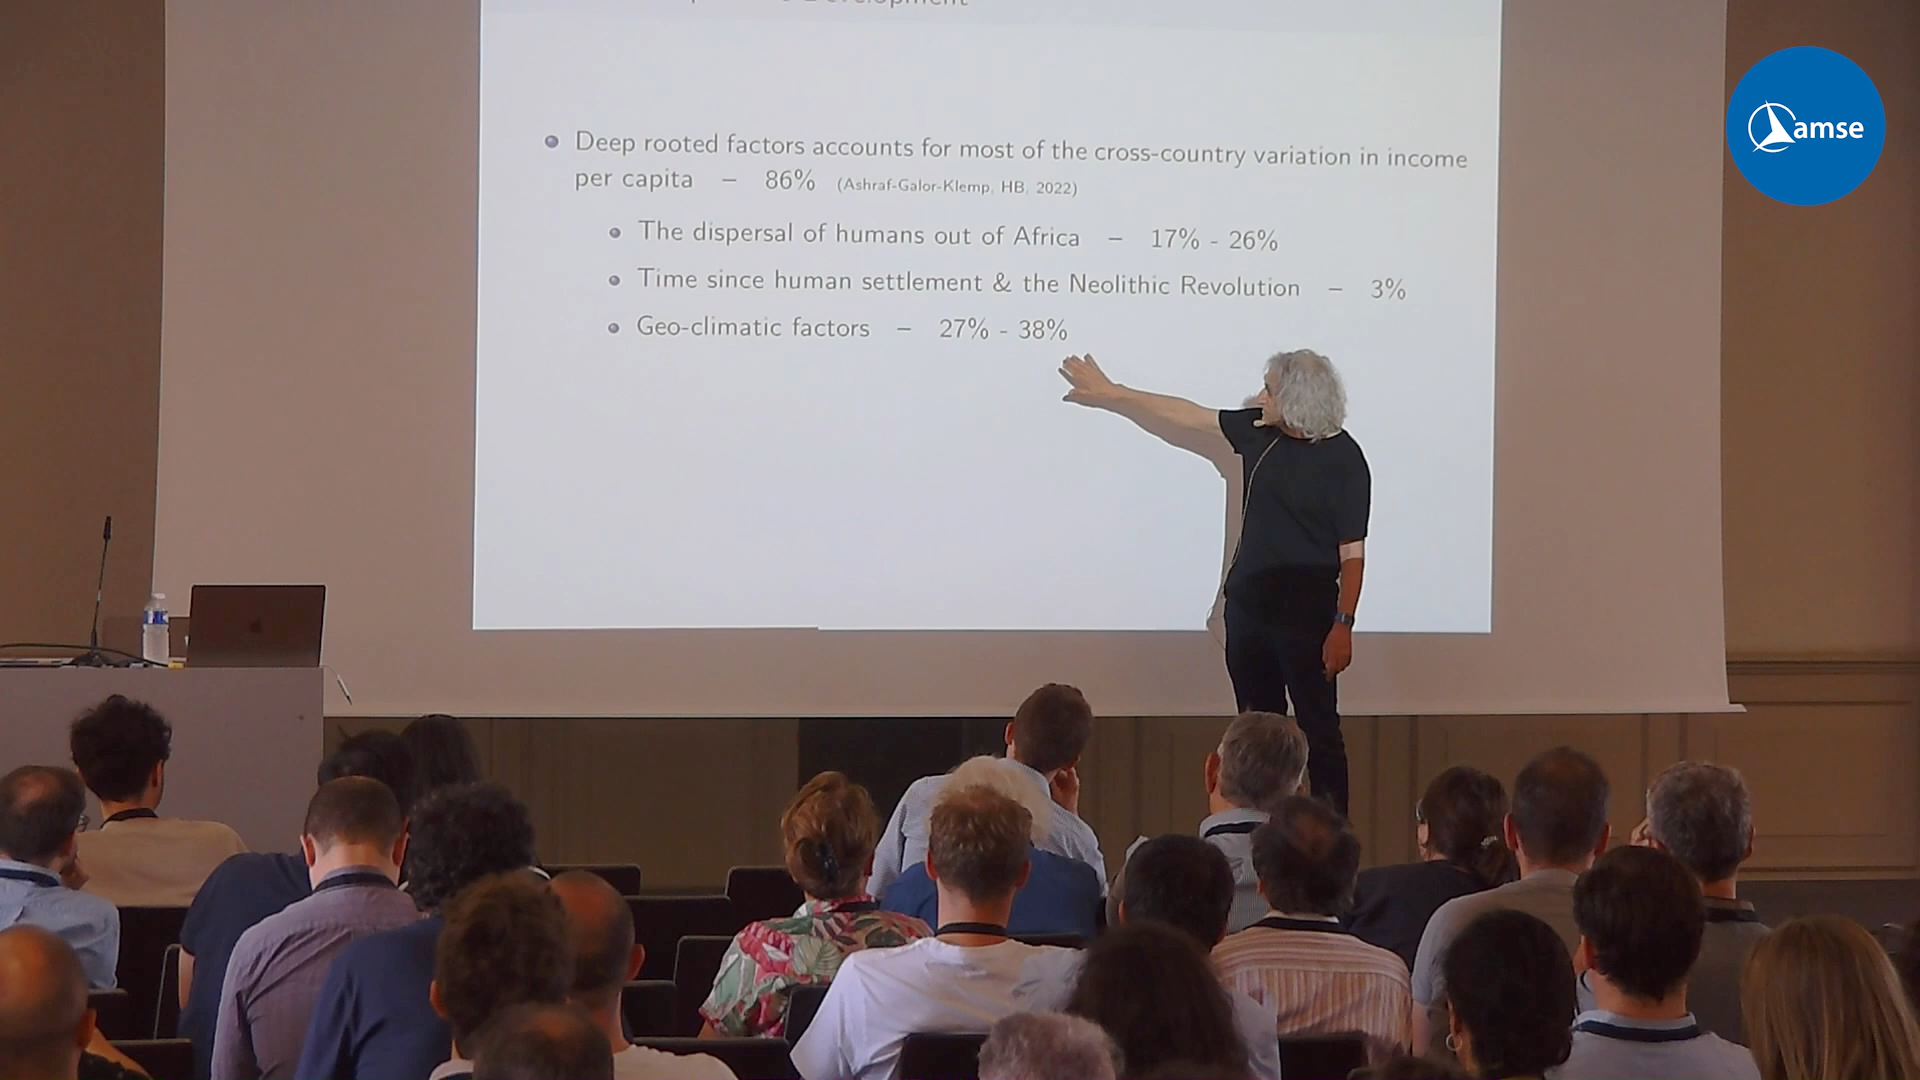 Deep rooted factors accounts for most of the cross-country variation in income
per capita – 86% (Ashraf-Galor-Klemp, HB, 2022)
The dispersal of humans out of Africa – 17% - 26%
Time since human settlement & the Neolithic Revolution – 3%
Geo-climatic factors – 27% - 38%
amse